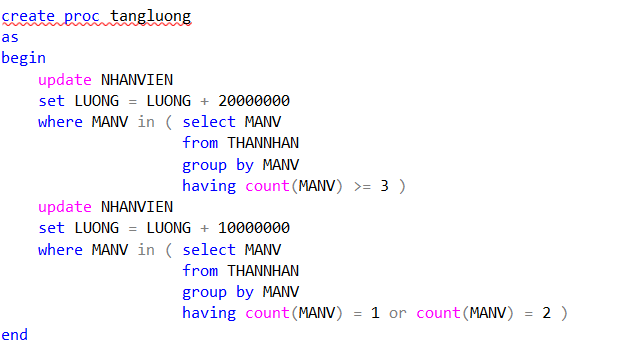 create proc tangluong
as
begin
    update NHANVIEN
    set LUONG = LUONG + 20000000
    where MANV in ( select MANV
                    from THANNHAN
                    group by MANV
                    having count(MANV) >= 3 )
    update NHANVIEN
    set LUONG = LUONG + 10000000
    where MANV in ( select MANV
                    from THANNHAN
                    group by MANV
                    having count(MANV) = 1 or count(MANV) = 2 )
end